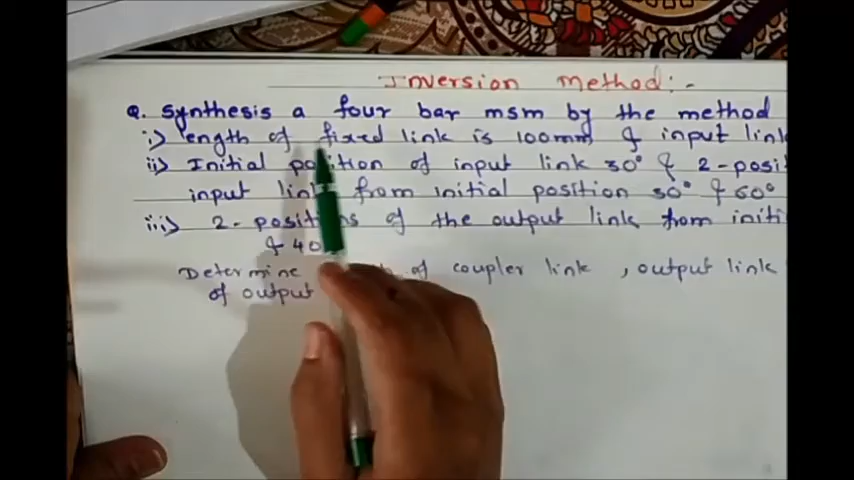 Inversion method:-
Q. Synthesis a four bar msm by the method
i) length of fixed link is 100mm & input link
ii) Initial position of input link 30° & 2-posi
input link from initial position 30° & 60°
iii) 2-positions of the output link from initi
& 40
Determine of coupler link, output link
of output